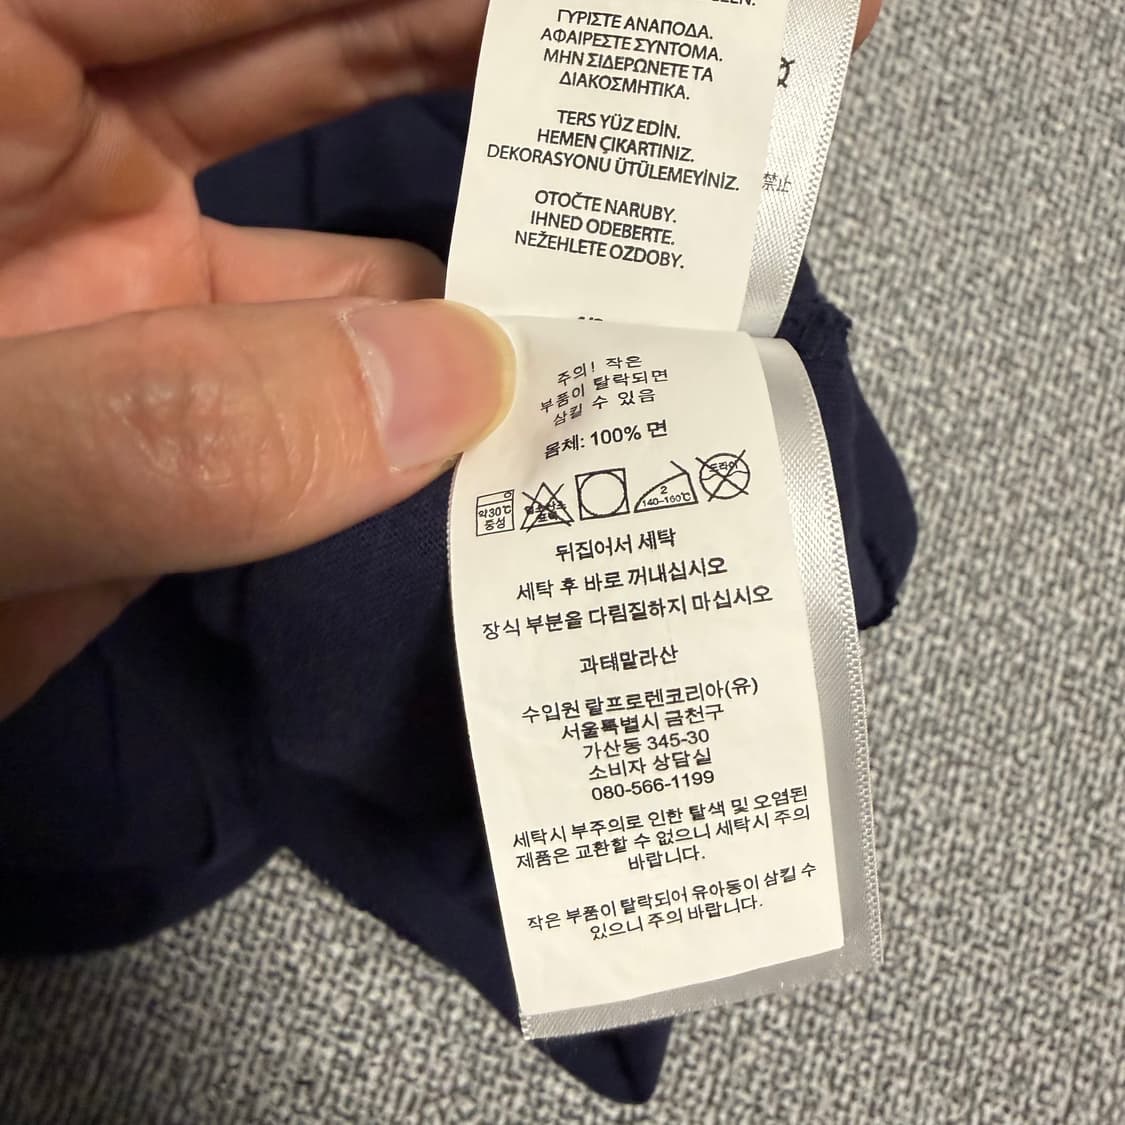 ΓΥΡΙΣΤΕ ΑΝΑΠΟΔΑ.
ΑΦΑΙΡΕΣΤΕ ΣΥΝΤΟΜΑ.
ΜΗΝ ΣΙΔΕΡΩΝΕΤΕ ΤΑ
ΔΙΑΚΟΣΜΗΤΙΚΑ.
TERS YÜZ EDİN.
HEMEN ÇIKARTINIZ.
DEKORASYONU ÜTÜLEMEYİNİZ.
禁止
OTOČTE NARUBY.
IHNED ODEBERTE.
NEŽEHLETE OZDOBY.
주의! 작은
부품이 탈락되면
삼킬 수 있음
몸체: 100% 면
약30℃
중성
2
140-160℃
드라이
뒤집어서 세탁
세탁 후 바로 꺼내십시오
장식 부분을 다림질하지 마십시오
과테말라산
수입원 랄프로렌코리아(유)
서울특별시 금천구
가산동 345-30
소비자 상담실
080-566-1199
세탁시 부주의로 인한 탈색 및 오염된
제품은 교환할 수 없으니 세탁시 주의
바랍니다.
작은 부품이 탈락되어 유아동이 삼킬 수
있으니 주의 바랍니다.